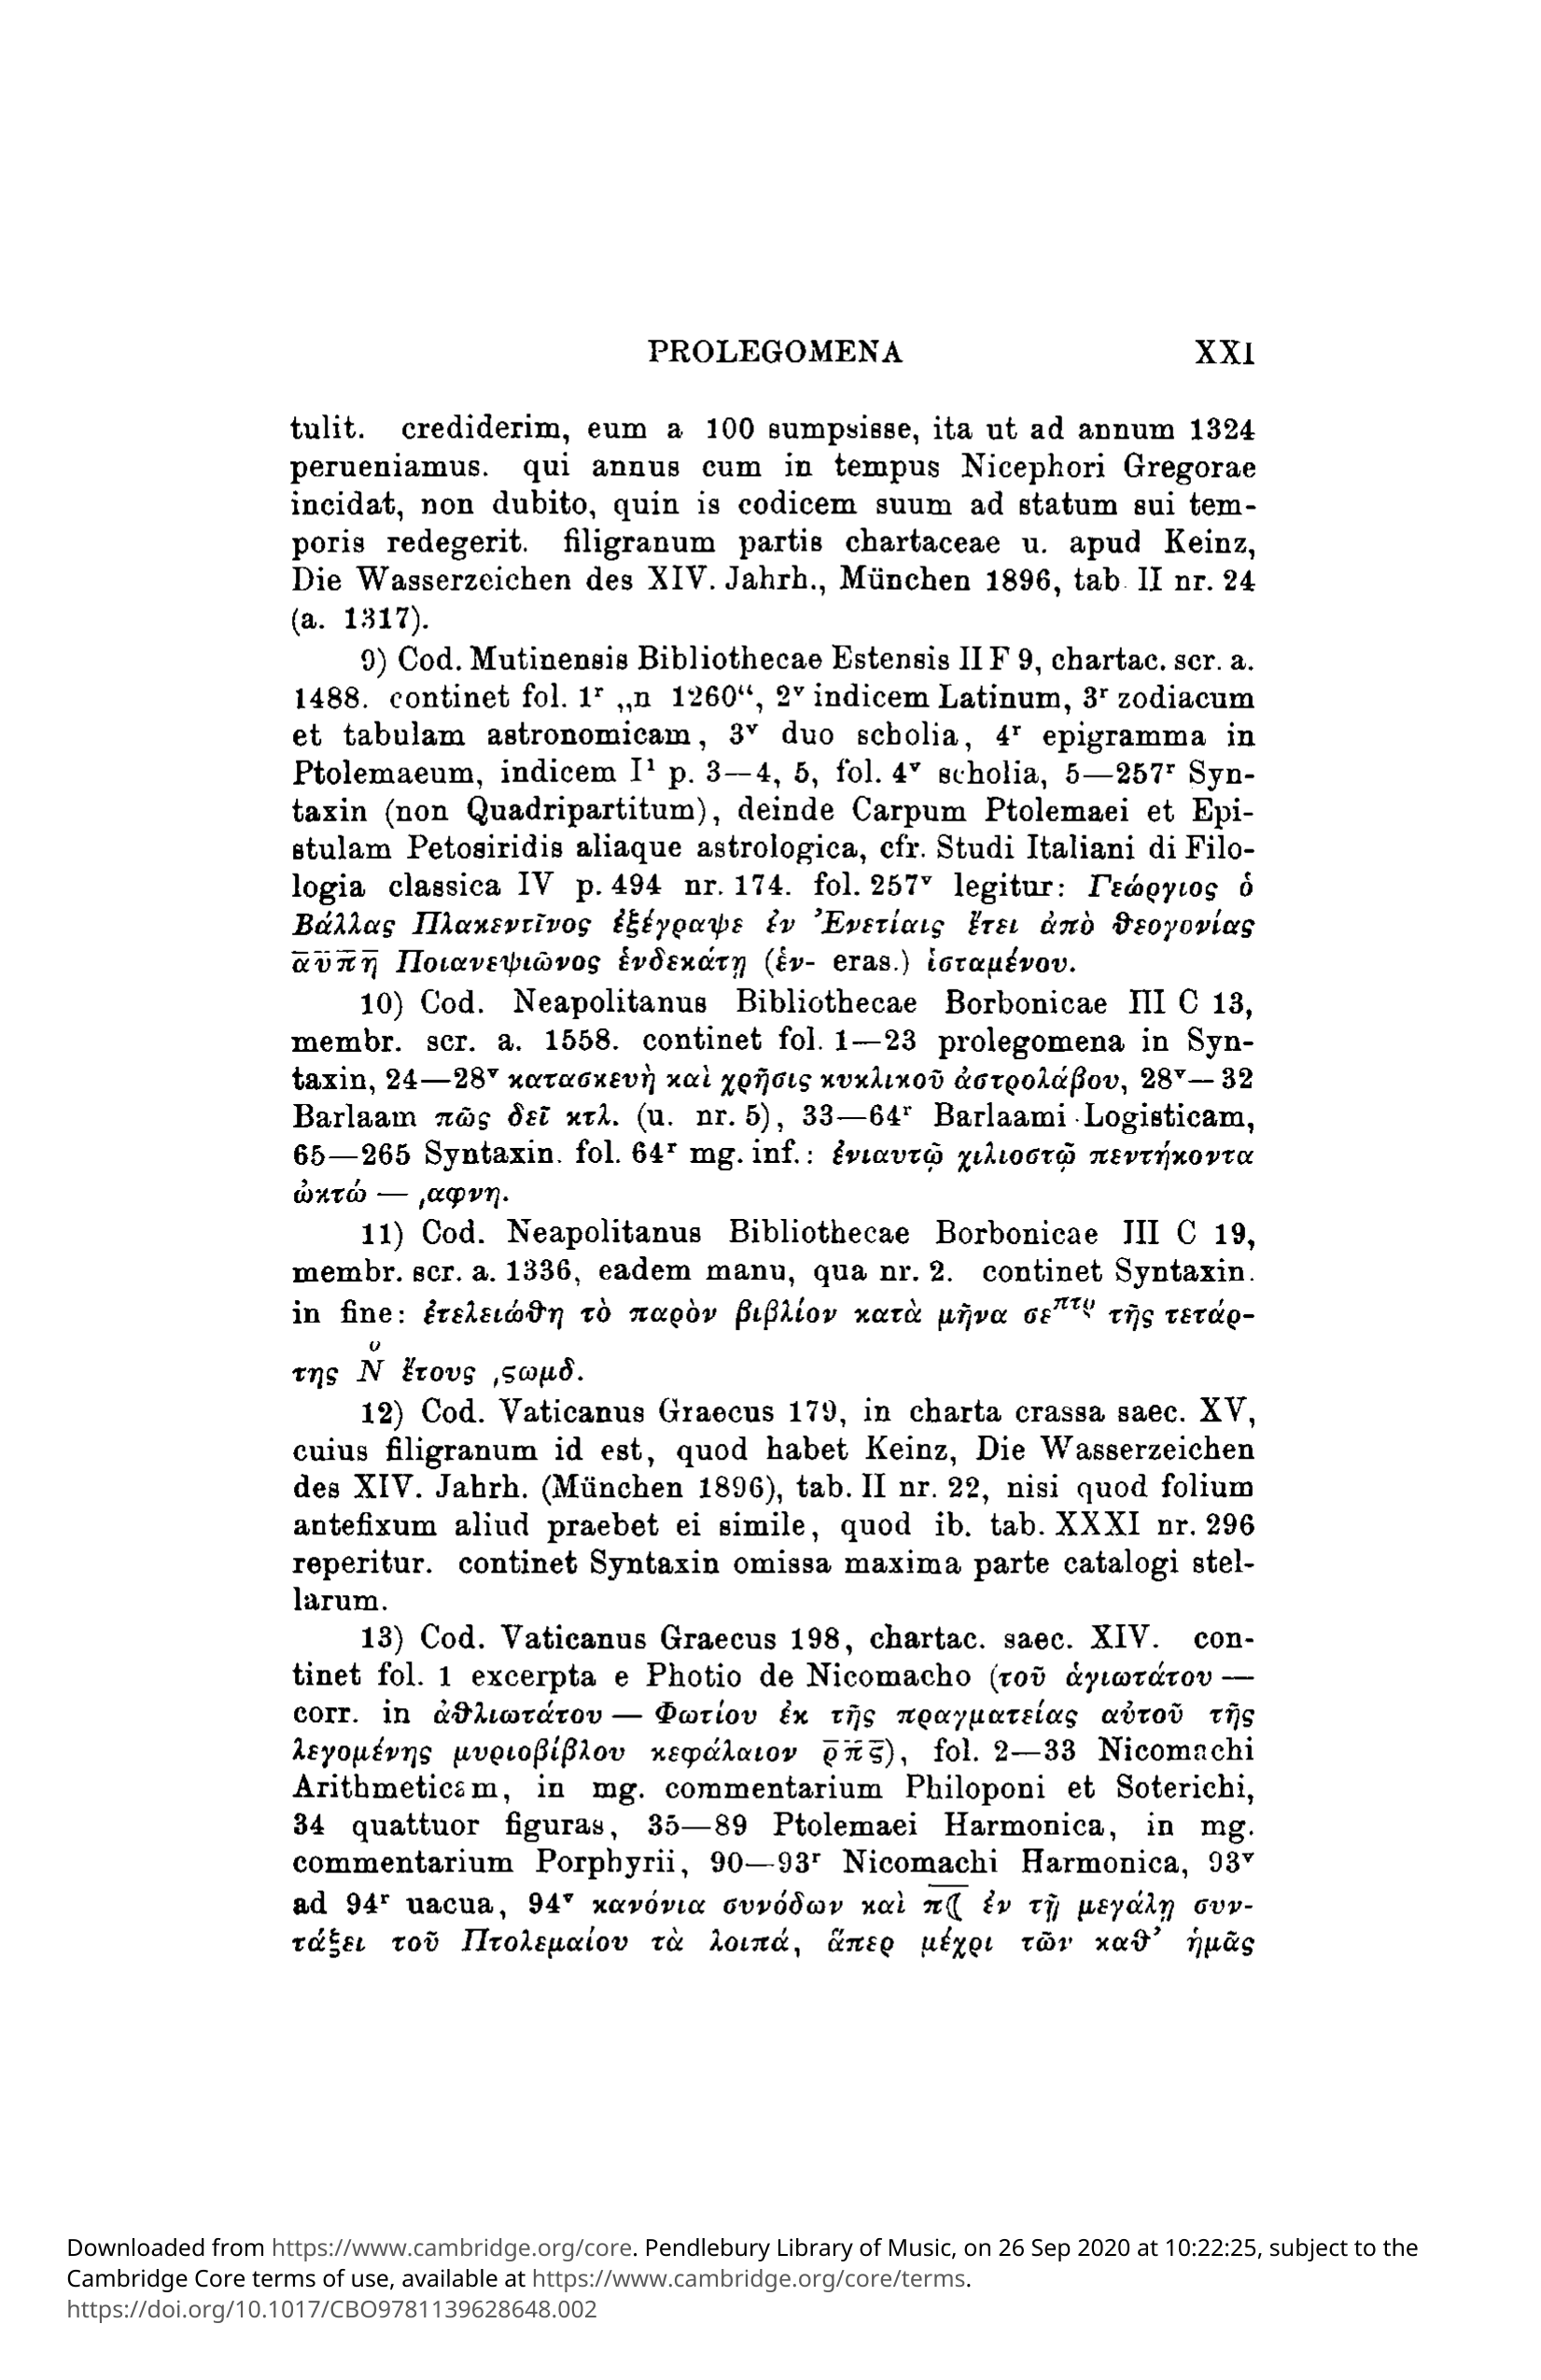 PROLEGOMENA XXI
tulit. crediderim, eum a 100 sumpsisse, ita ut ad annum 1324
perueniamus. qui annus cum in tempus Nicephori Gregorae
incidat, non dubito, quin is codicem suum ad statum sui tem-
poris redegerit. filigranum partis chartaceae u. apud Keinz,
Die Wasserzeichen des XIV. Jahrh., München 1896, tab. II nr. 24
(a. 1317).
9) Cod. Mutinensis Bibliothecae Estensis II F 9, chartac. scr. a.
1488. continet fol. 1ʳ „n 1260“, 2ᵛ indicem Latinum, 3ʳ zodiacum
et tabulam astronomicam, 3ᵛ duo scholia, 4ʳ epigramma in
Ptolemaeum, indicem I¹ p. 3—4, 5, fol. 4ᵛ scholia, 5—257ʳ Syn-
taxin (non Quadripartitum), deinde Carpum Ptolemaei et Epi-
stulam Petosiridis aliaque astrologica, cfr. Studi Italiani di Filo-
logia classica IV p. 494 nr. 174. fol. 257ᵛ legitur: Γεώργιος ὁ
Βάλλας Πλακεντῖνος ἐξέγραψε ἐν Ἐνετίαις ἔτει ἀπὸ θεογονίας
α̅υ̅π̅η̅ Ποιανεψιῶνος ἑνδεκάτῃ (ἑν- eras.) ἱσταμένου.
10) Cod. Neapolitanus Bibliothecae Borbonicae III C 13,
membr. scr. a. 1558. continet fol. 1—23 prolegomena in Syn-
taxin, 24—28ᵛ κατασκευὴ καὶ χρῆσις κυκλικοῦ ἀστρολάβου, 28ᵛ—32
Barlaam πῶς δεῖ κτλ. (u. nr. 5), 33—64ʳ Barlaami Logisticam,
65—265 Syntaxin. fol. 64ʳ mg. inf.: ἐνιαυτῷ χιλιοστῷ πεντήκοντα
ὠκτώ — ͵αφνη.
11) Cod. Neapolitanus Bibliothecae Borbonicae III C 19,
membr. scr. a. 1336, eadem manu, qua nr. 2. continet Syntaxin.
in fine: ἐτελειώθη τὸ παρὸν βιβλίον κατὰ μῆνα σεπτρ τῆς τετάρ-
της Νυ ἔτους ͵ςωμδ.
12) Cod. Vaticanus Graecus 179, in charta crassa saec. XV,
cuius filigranum id est, quod habet Keinz, Die Wasserzeichen
des XIV. Jahrh. (München 1896), tab. II nr. 22, nisi quod folium
antefixum aliud praebet ei simile, quod ib. tab. XXXI nr. 296
reperitur. continet Syntaxin omissa maxima parte catalogi stel-
larum.
13) Cod. Vaticanus Graecus 198, chartac. saec. XIV. con-
tinet fol. 1 excerpta e Photio de Nicomacho (τοῦ ἁγιωτάτου —
corr. in ἀθλιωτάτου — Φωτίου ἐκ τῆς πραγματείας αὐτοῦ τῆς
λεγομένης μυριοβίβλου κεφάλαιον ρ̅π̅ς̅), fol. 2—33 Nicomachi
Arithmeticam, in mg. commentarium Philoponi et Soterichi,
34 quattuor figuras, 35—89 Ptolemaei Harmonica, in mg.
commentarium Porphyrii, 90—93ʳ Nicomachi Harmonica, 93ᵛ
ad 94ʳ uacua, 94ᵛ κανόνια συνόδων καὶ π̅☾̅ ἐν τῇ μεγάλῃ συν-
τάξει τοῦ Πτολεμαίου τὰ λοιπά, ἅπερ μέχρι τῶν καθ’ ἡμᾶς
Downloaded from https://www.cambridge.org/core. Pendlebury Library of Music, on 26 Sep 2020 at 10:22:25, subject to the
Cambridge Core terms of use, available at https://www.cambridge.org/core/terms.
https://doi.org/10.1017/CBO9781139628648.002